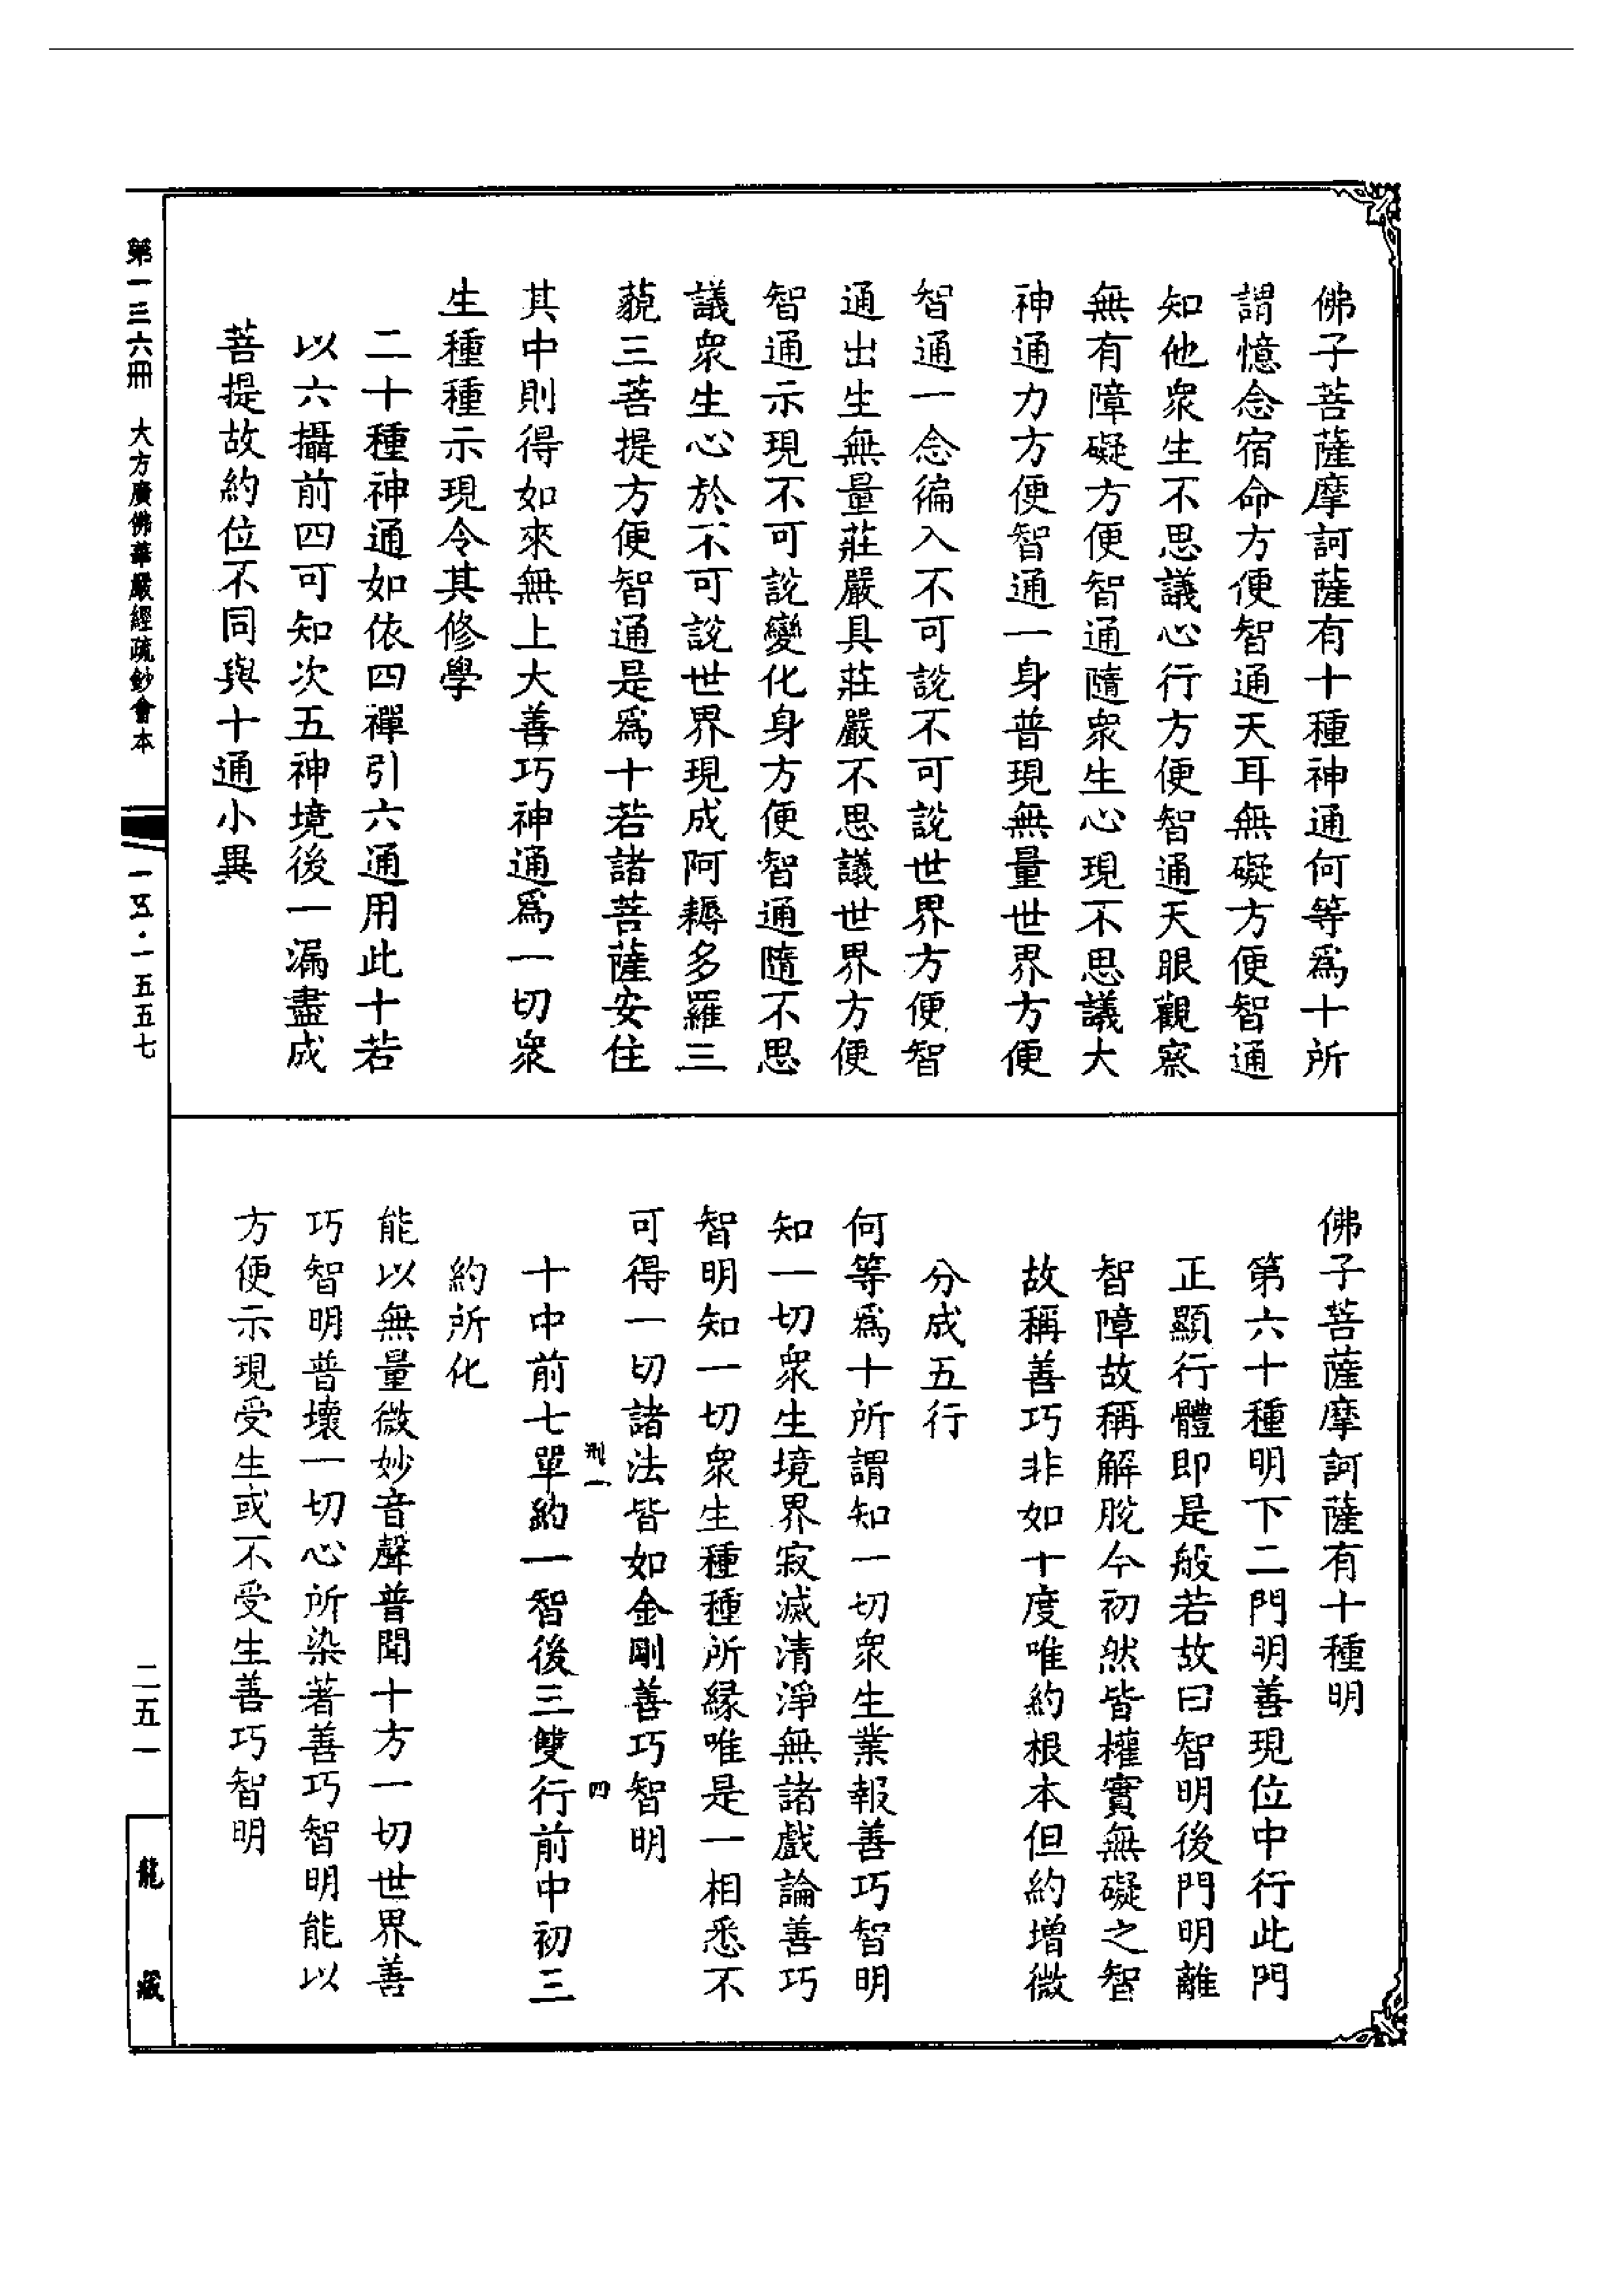 佛子菩薩摩訶薩有十種神通何等爲十所
謂憶念宿命方便智通天耳無礙方便智通
知他衆生不思議心行方便智通天眼觀察
無有障礙方便智通隨衆生心現不思議大
神通力方便智通一身普現無量世界方便
智通一念徧入不可說不可說世界方便智
通出生無量莊嚴具莊嚴不思議世界方便
智通示現不可說變化身方便智通隨不思
議衆生心於不可說世界現成阿耨多羅三
藐三菩提方便智通是爲十若諸菩薩安住
其中則得如來無上大善巧神通爲一切衆
生種種示現令其修學
二十種神通如依四禪引六通用此十若
以六攝前四可知次五神境後一漏盡成
菩提故約位不同與十通小異
佛子菩薩摩訶薩有十種明
第六十種明下二門明善現位中行此門
正顯行體即是般若故曰智明後門明離
智障故稱解脫今初然皆權實無礙之智
故稱善巧非如十度唯約根本但約增微
分成五行
何等爲十所謂知一切衆生業報善巧智明
知一切衆生境界寂滅清淨無諸戲論善巧
智明知一切衆生種種所緣唯是一相悉不
可得一切諸法皆如金剛善巧智明
刑一
四
十中前七單約一智後三雙行前中初三
約所化
能以無量微妙音聲普聞十方一切世界善
巧智明普壞一切心所染著善巧智明能以
方便示現受生或不受生善巧智明
第一三六冊 大方廣佛華嚴經疏鈔會本
一五·一五五七
二五一
龍藏